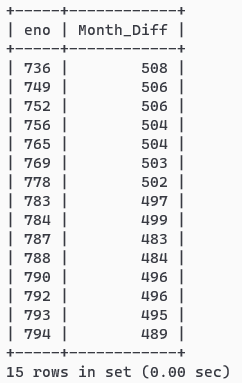 +-----+------------+
| eno | Month_Diff |
+-----+------------+
| 736 |        508 |
| 749 |        506 |
| 752 |        506 |
| 756 |        504 |
| 765 |        504 |
| 769 |        503 |
| 778 |        502 |
| 783 |        497 |
| 784 |        499 |
| 787 |        483 |
| 788 |        484 |
| 790 |        496 |
| 792 |        496 |
| 793 |        495 |
| 794 |        489 |
+-----+------------+
15 rows in set (0.00 sec)